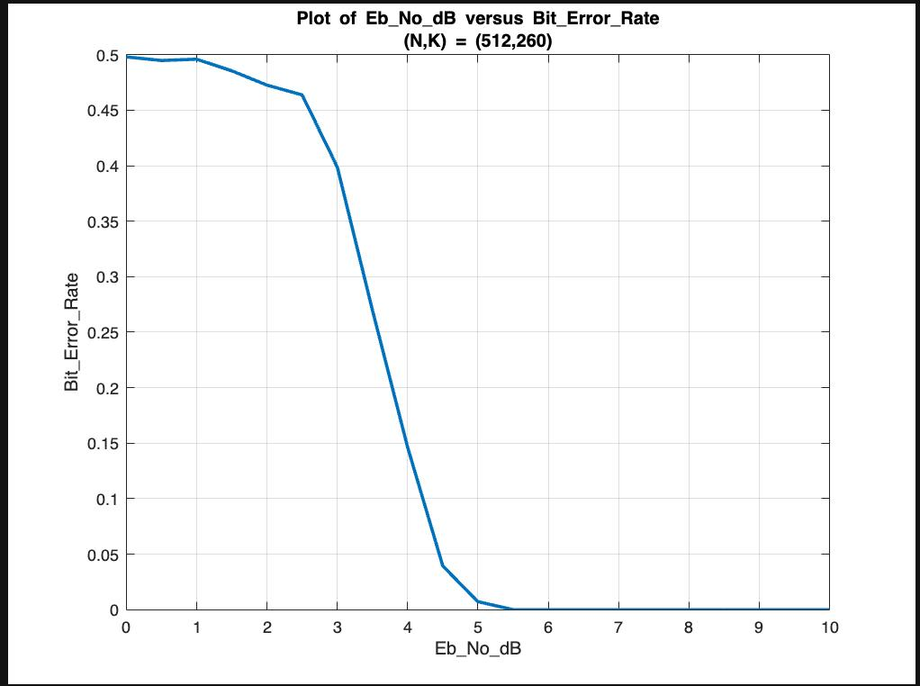 Plot of Eb_No_dB versus Bit_Error_Rate
(N,K) = (512,260)
0.5
0.45
0.4
0.35
0.3
0.25
0.2
0.15
0.1
0.05
0
Bit_Error_Rate
0 1 2 3 4 5 6 7 8 9 10
Eb_No_dB